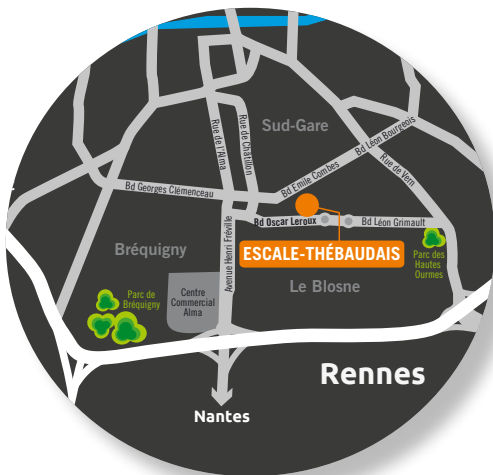 Sud-Gare
Rue de l'Alma
Rue de Châtillon
Bd Léon Bourgeois
Bd Emile Combes
Rue de Vern
Bd Georges Clémenceau
Bd Oscar Leroux
Bd Léon Grimault
Avenue Henri Fréville
ESCALE-THÉBAUDAIS
Bréquigny
Le Blosne
Parc des
Hautes
Ourmes
Centre
Commercial
Alma
Parc de
Bréquigny
Rennes
Nantes